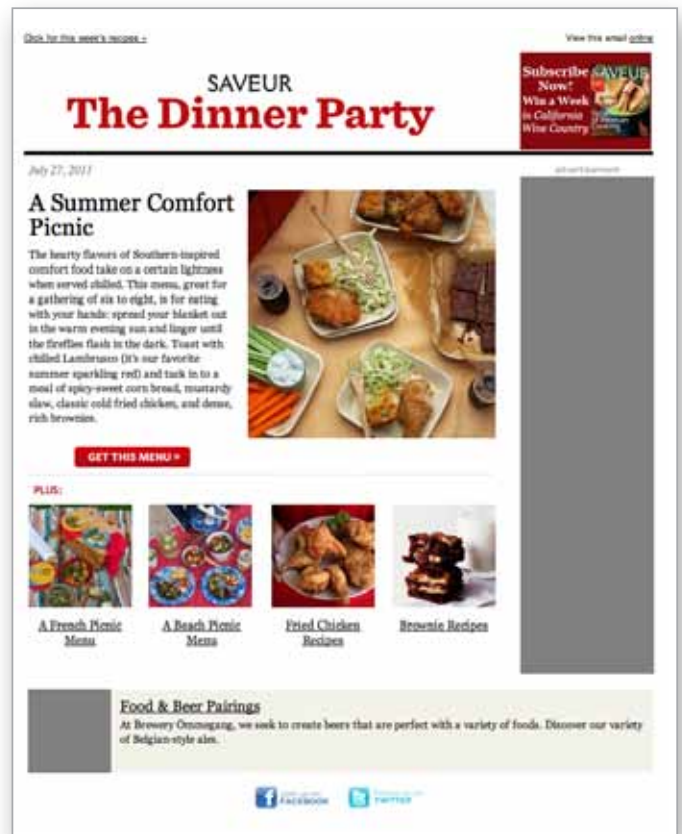 Click for this week's recipes »
View this email online
SAVEUR
The Dinner Party
Subscribe
Now!
Win a Week
in California
Wine Country
SAVEUR
July 27, 2011
advertisement
A Summer Comfort
Picnic
The hearty flavors of Southern-inspired
comfort food take on a certain lightness
when served chilled. This menu, great for
a gathering of six to eight, is for eating
with your hands: spread your blanket out
in the warm evening sun and linger until
the fireflies flash in the dark. Toast with
chilled Lambrusco (it's our favorite
summer sparkling red) and tuck in to a
meal of spicy-sweet corn bread, mustardy
slaw, classic cold fried chicken, and dense,
rich brownies.
GET THIS MENU »
PLUS:
A French Picnic
Menu
A Beach Picnic
Menu
Fried Chicken
Recipes
Brownie Recipes
Food & Beer Pairings
At Brewery Ommegang, we seek to create beers that are perfect with a variety of foods. Discover our variety
of Belgian-style ales.
FACEBOOK
TWITTER